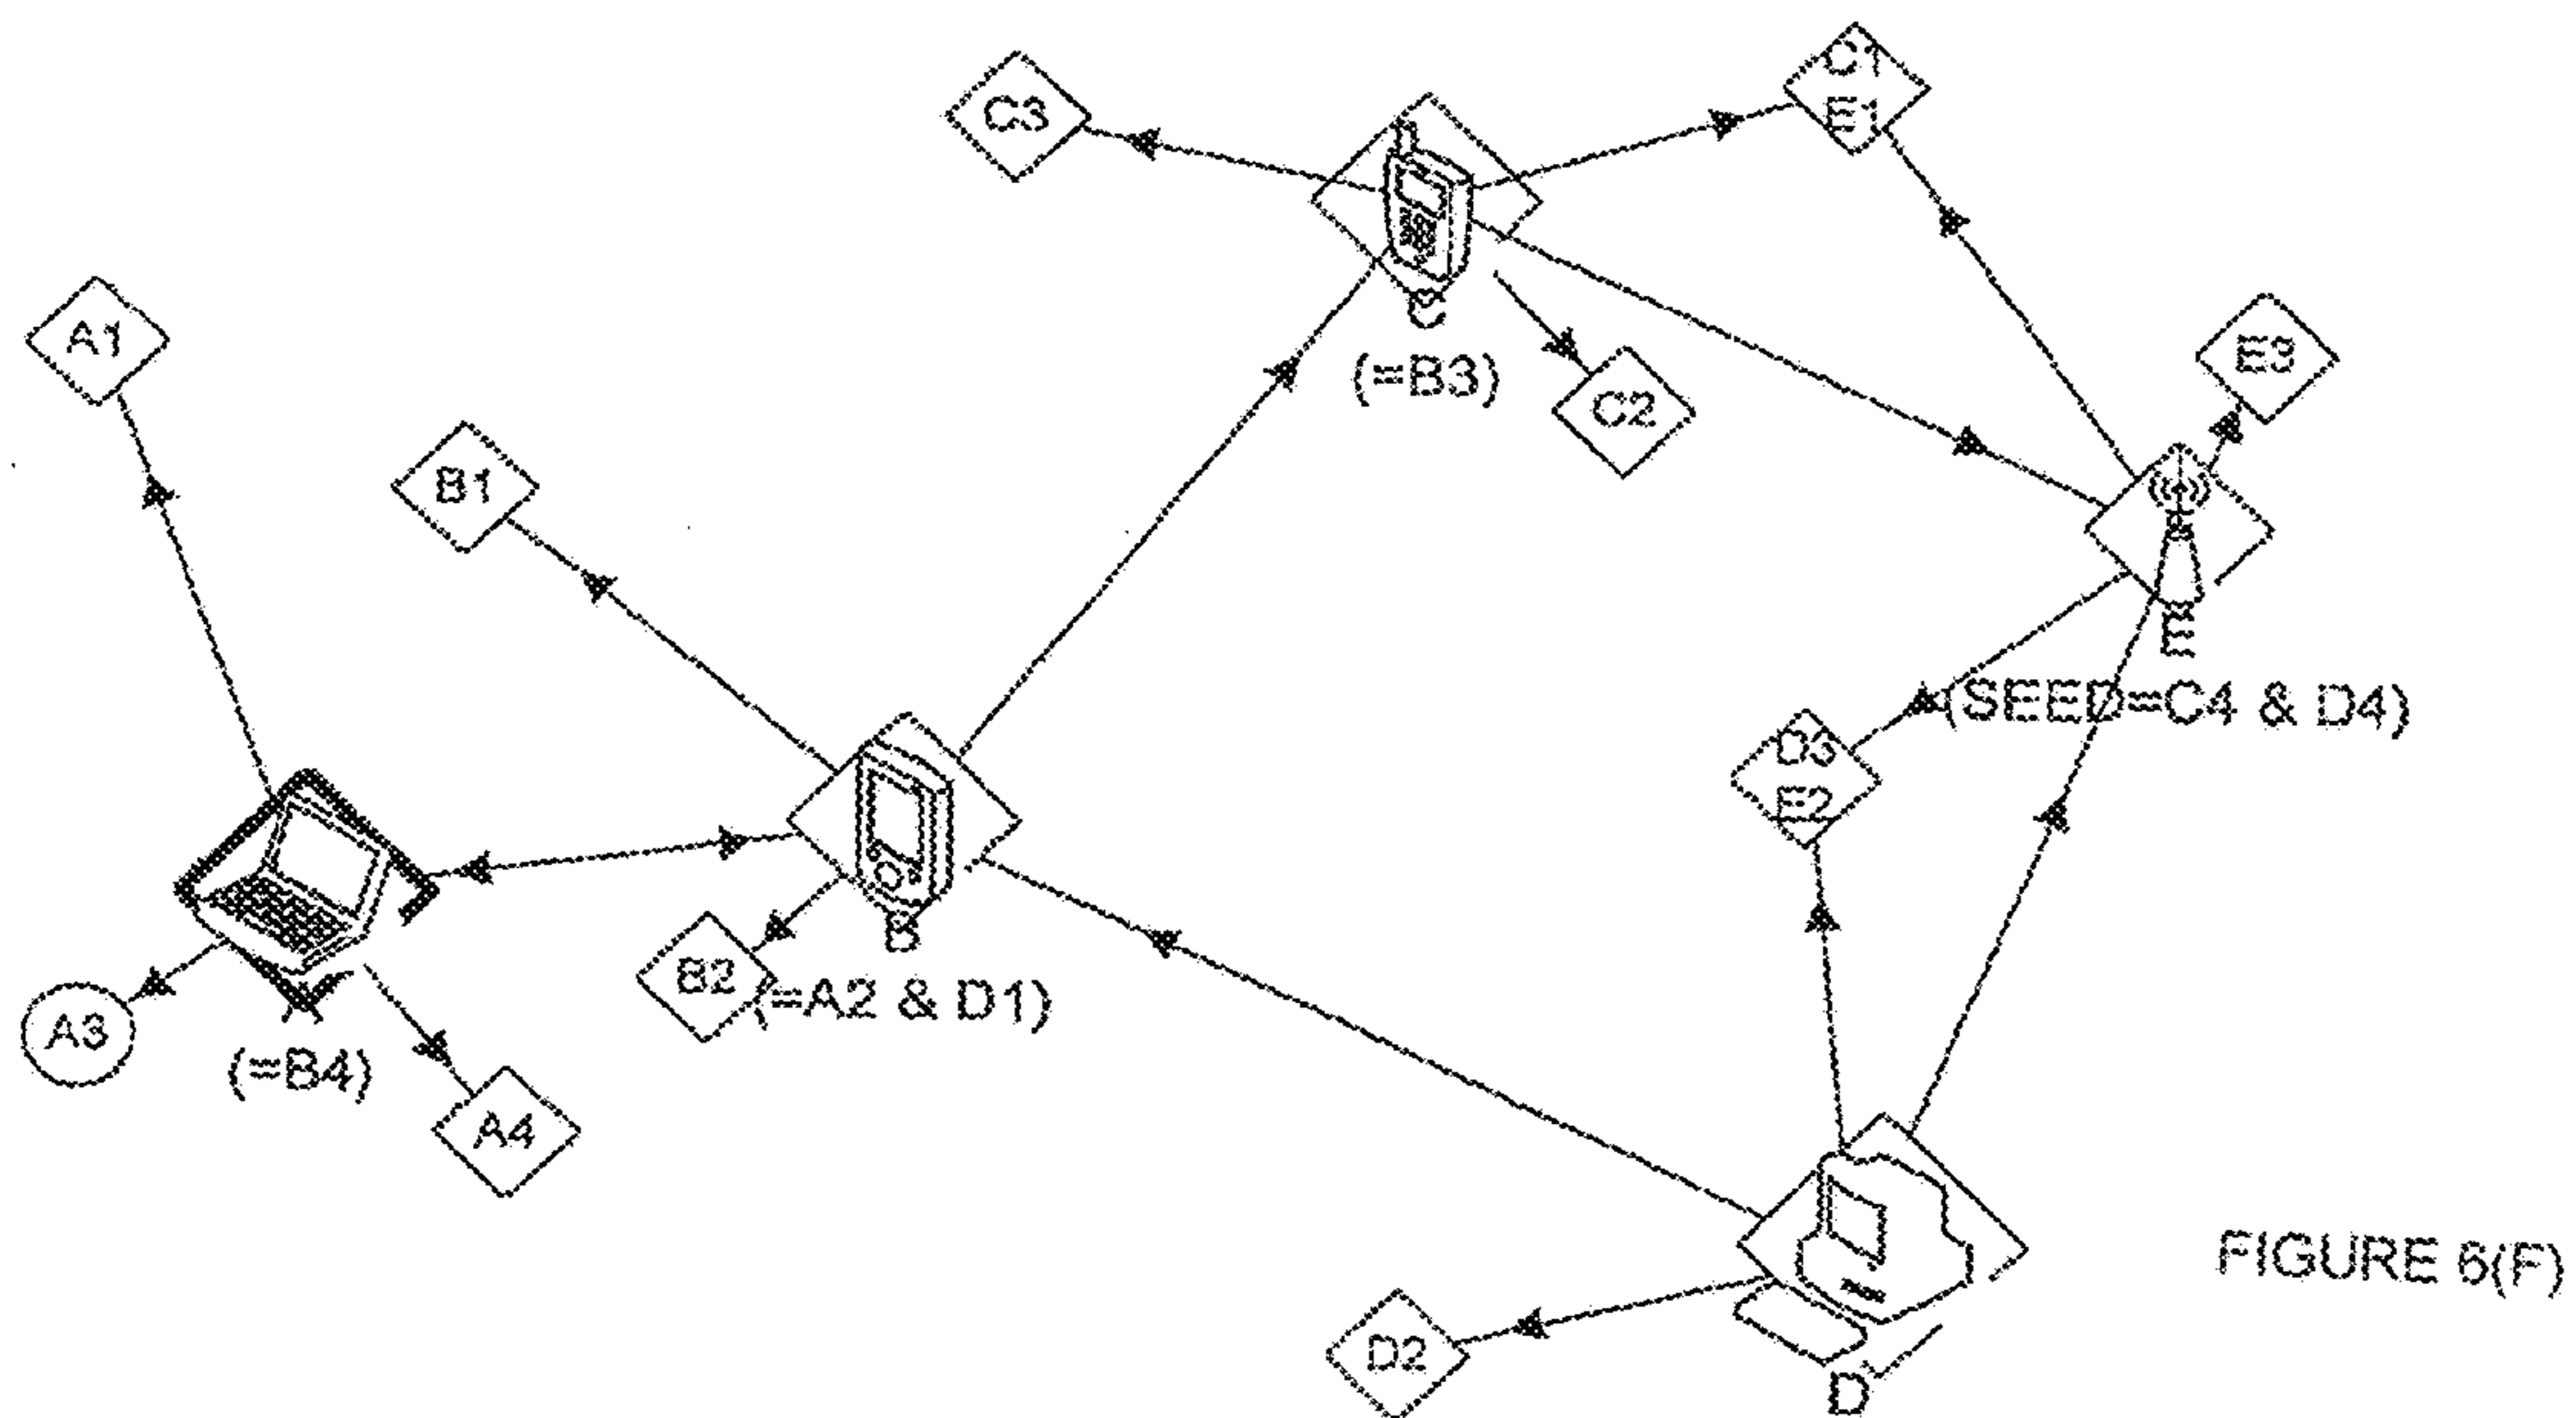 C1
E1
C3
C
(=B3)
A1
E3
C2
B1
E
(SEED=C4 & D4)
D3
E2
B
B2
(=A2 & D1)
A3
(=B4)
A4
FIGURE 6(F)
D2
D